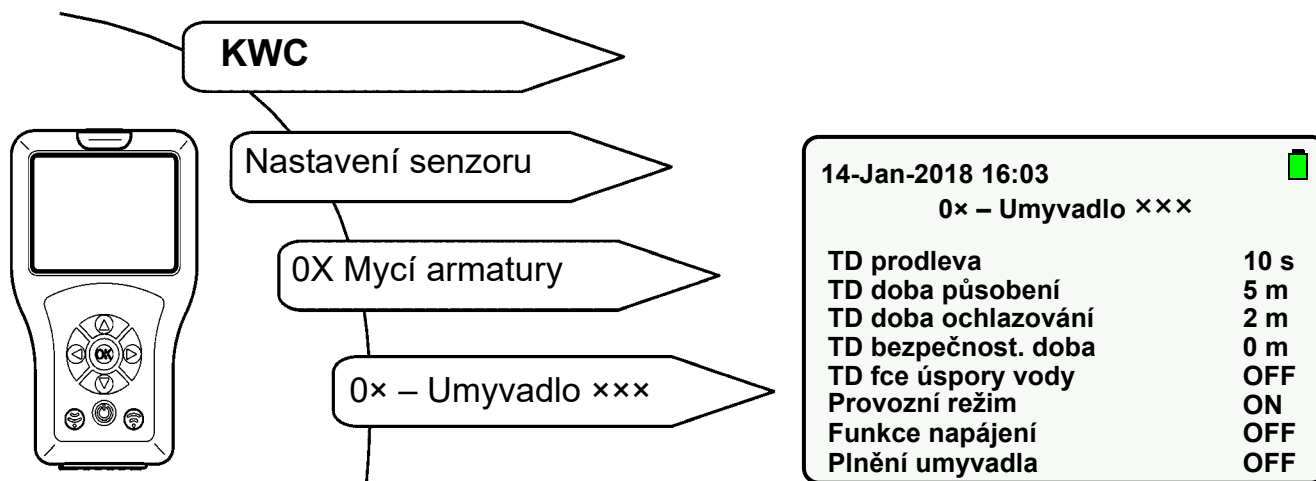 KWC
Nastavení senzoru
0X Mycí armatury
0× – Umyvadlo ×××
OK
14-Jan-2018 16:03
0× – Umyvadlo ×××
TD prodleva 10 s
TD doba působení 5 m
TD doba ochlazování 2 m
TD bezpečnost. doba 0 m
TD fce úspory vody OFF
Provozní režim ON
Funkce napájení OFF
Plnění umyvadla OFF